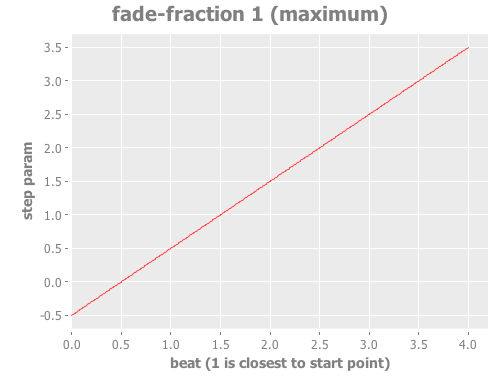 fade-fraction 1 (maximum)
3.5
3.0
2.5
2.0
1.5
1.0
0.5
0.0
-0.5
step param
0.0 0.5 1.0 1.5 2.0 2.5 3.0 3.5 4.0
beat (1 is closest to start point)